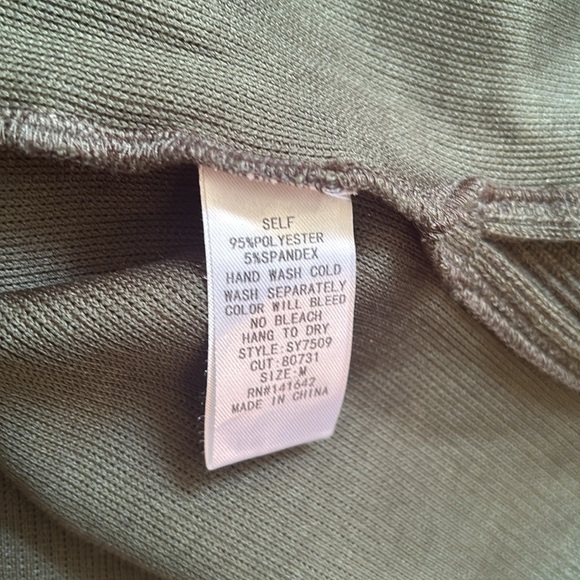 SELF
95%POLYESTER
5%SPANDEX
HAND WASH COLD
WASH SEPARATELY
COLOR WILL BLEED
NO BLEACH
HANG TO DRY
STYLE:SY7509
CUT:80731
SIZE:M
RN#141642
MADE IN CHINA